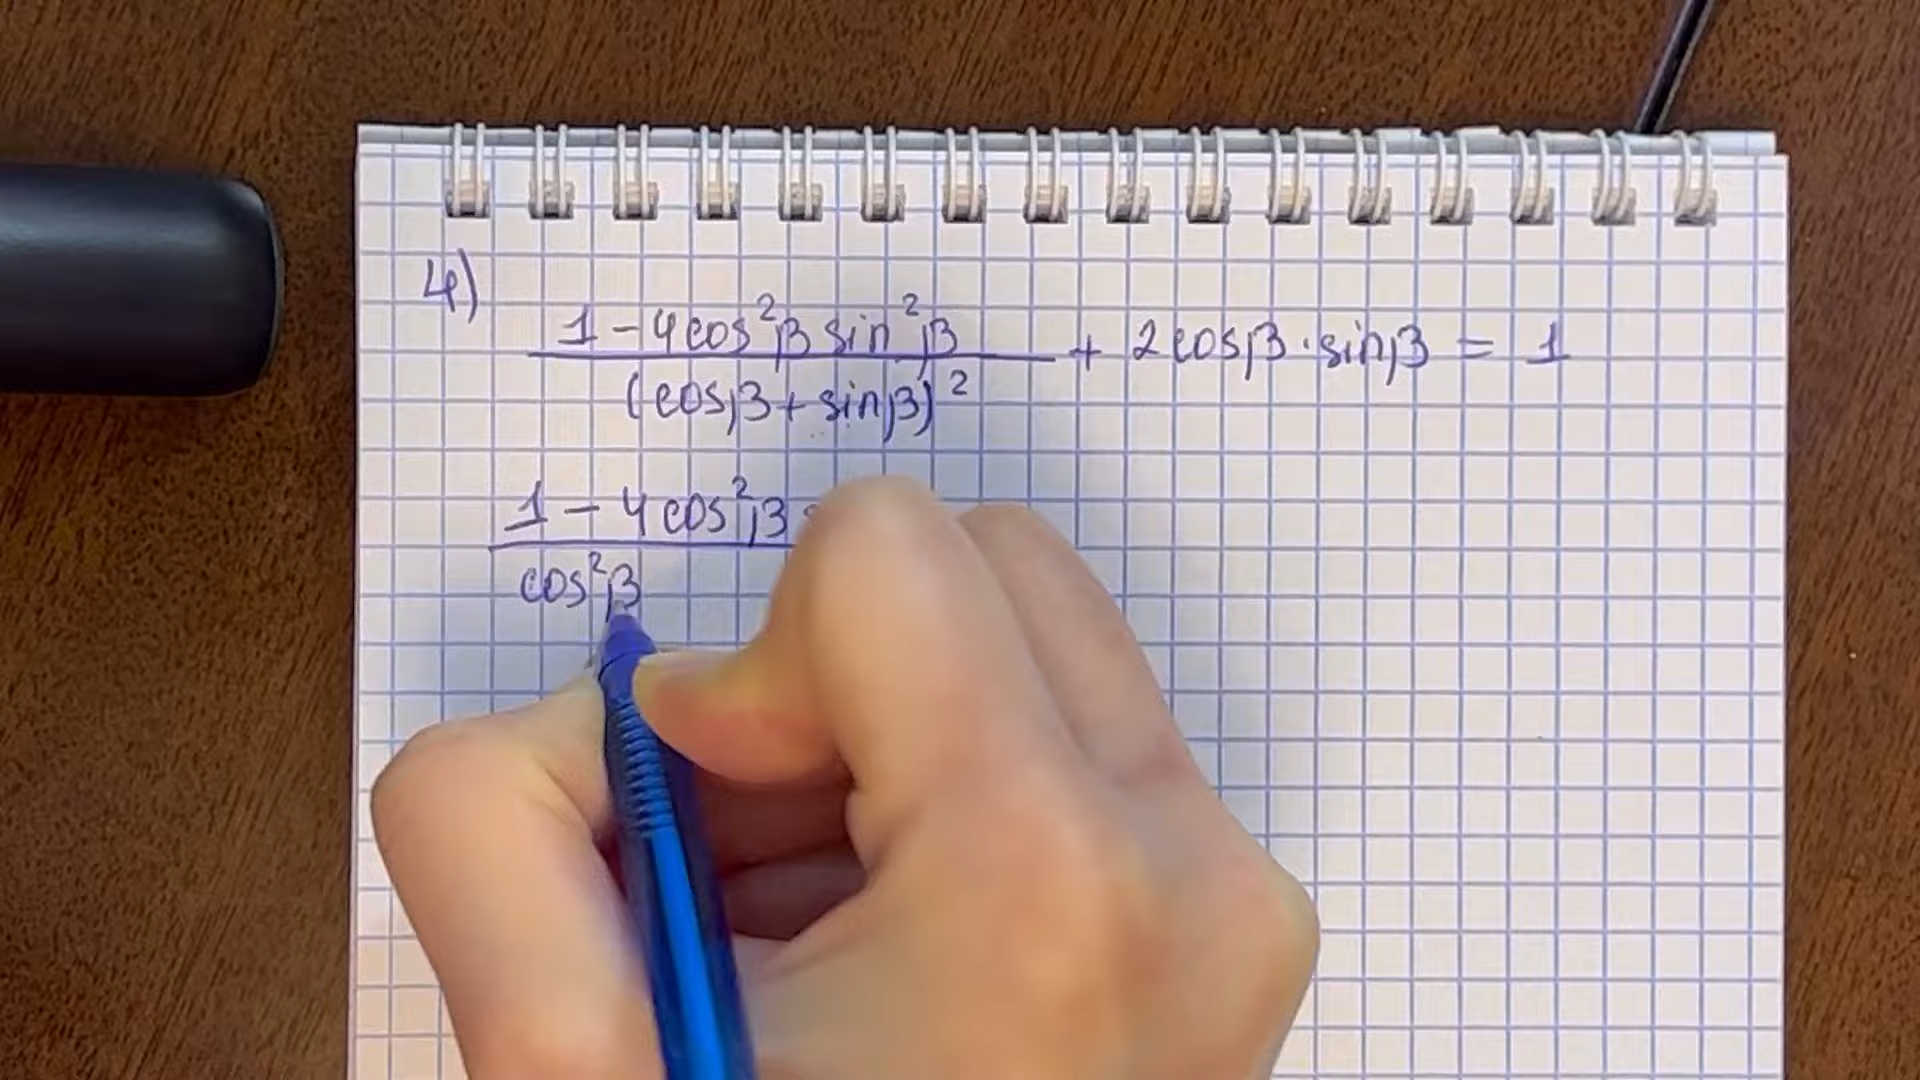 4)
1 - 4cos²β sin²β / (cosβ + sinβ)² + 2cosβ · sinβ = 1
1 - 4cos²β
cos²β